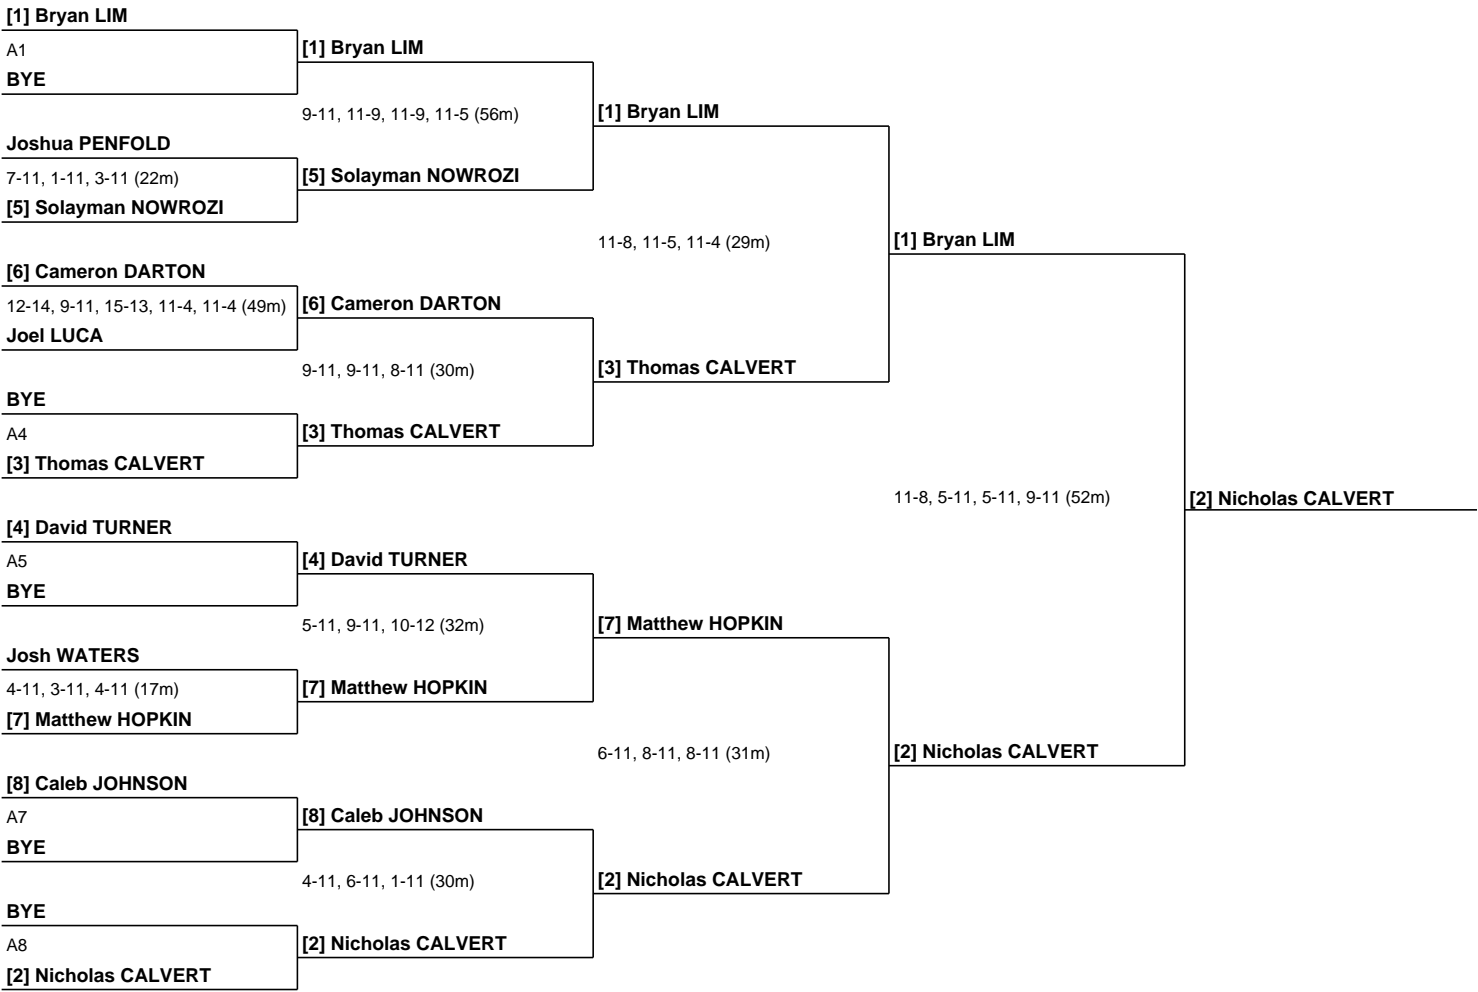 [1] Bryan LIM
A1
BYE
Joshua PENFOLD
7-11, 1-11, 3-11 (22m)
[5] Solayman NOWROZI
[6] Cameron DARTON
12-14, 9-11, 15-13, 11-4, 11-4 (49m)
Joel LUCA
BYE
A4
[3] Thomas CALVERT
[4] David TURNER
A5
BYE
Josh WATERS
4-11, 3-11, 4-11 (17m)
[7] Matthew HOPKIN
[8] Caleb JOHNSON
A7
BYE
BYE
A8
[2] Nicholas CALVERT
[1] Bryan LIM
9-11, 11-9, 11-9, 11-5 (56m)
[5] Solayman NOWROZI
[6] Cameron DARTON
9-11, 9-11, 8-11 (30m)
[3] Thomas CALVERT
[4] David TURNER
5-11, 9-11, 10-12 (32m)
[7] Matthew HOPKIN
[8] Caleb JOHNSON
4-11, 6-11, 1-11 (30m)
[2] Nicholas CALVERT
[1] Bryan LIM
11-8, 11-5, 11-4 (29m)
[3] Thomas CALVERT
[7] Matthew HOPKIN
6-11, 8-11, 8-11 (31m)
[2] Nicholas CALVERT
[1] Bryan LIM
11-8, 5-11, 5-11, 9-11 (52m)
[2] Nicholas CALVERT
[2] Nicholas CALVERT